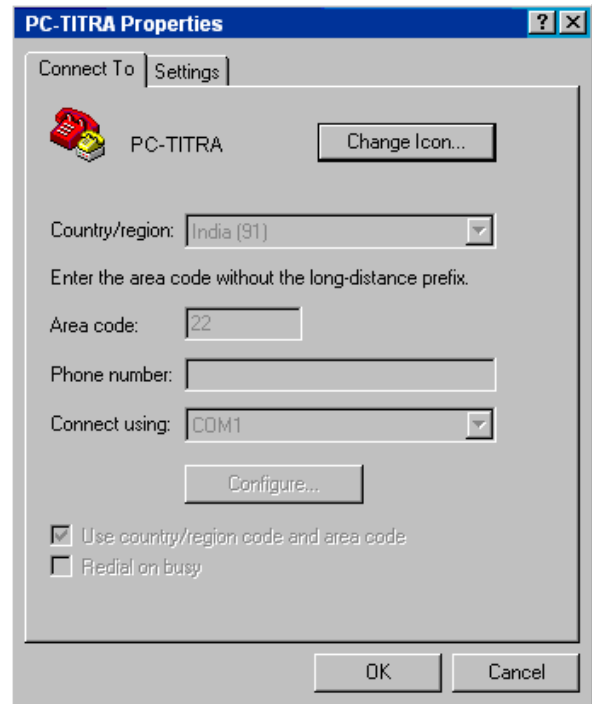 PC-TITRA Properties
Connect To Settings
PC-TITRA Change Icon...
Country/region: India (91)
Enter the area code without the long-distance prefix.
Area code: 22
Phone number:
Connect using: COM1
Configure...
Use country/region code and area code
Redial on busy
OK Cancel